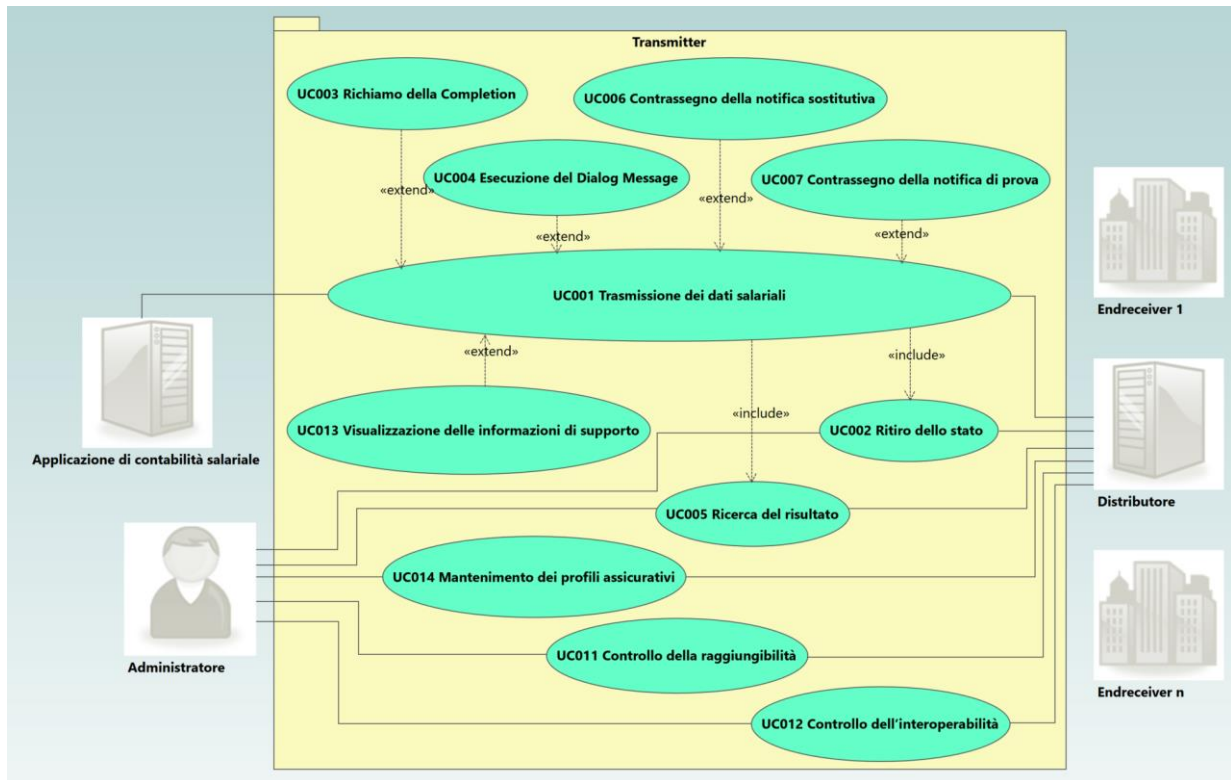 Transmitter
UC003 Richiamo della Completion
UC006 Contrassegno della notifica sostitutiva
UC004 Esecuzione del Dialog Message
UC007 Contrassegno della notifica di prova
«extend»
«extend»
«extend»
«extend»
UC001 Trasmissione dei dati salariali
Endreceiver 1
«extend»
«include»
«include»
UC013 Visualizzazione delle informazioni di supporto
UC002 Ritiro dello stato
Applicazione di contabilità salariale
Distributore
UC005 Ricerca del risultato
UC014 Mantenimento dei profili assicurativi
UC011 Controllo della raggiungibilità
Administratore
Endreceiver n
UC012 Controllo dell'interoperabilità